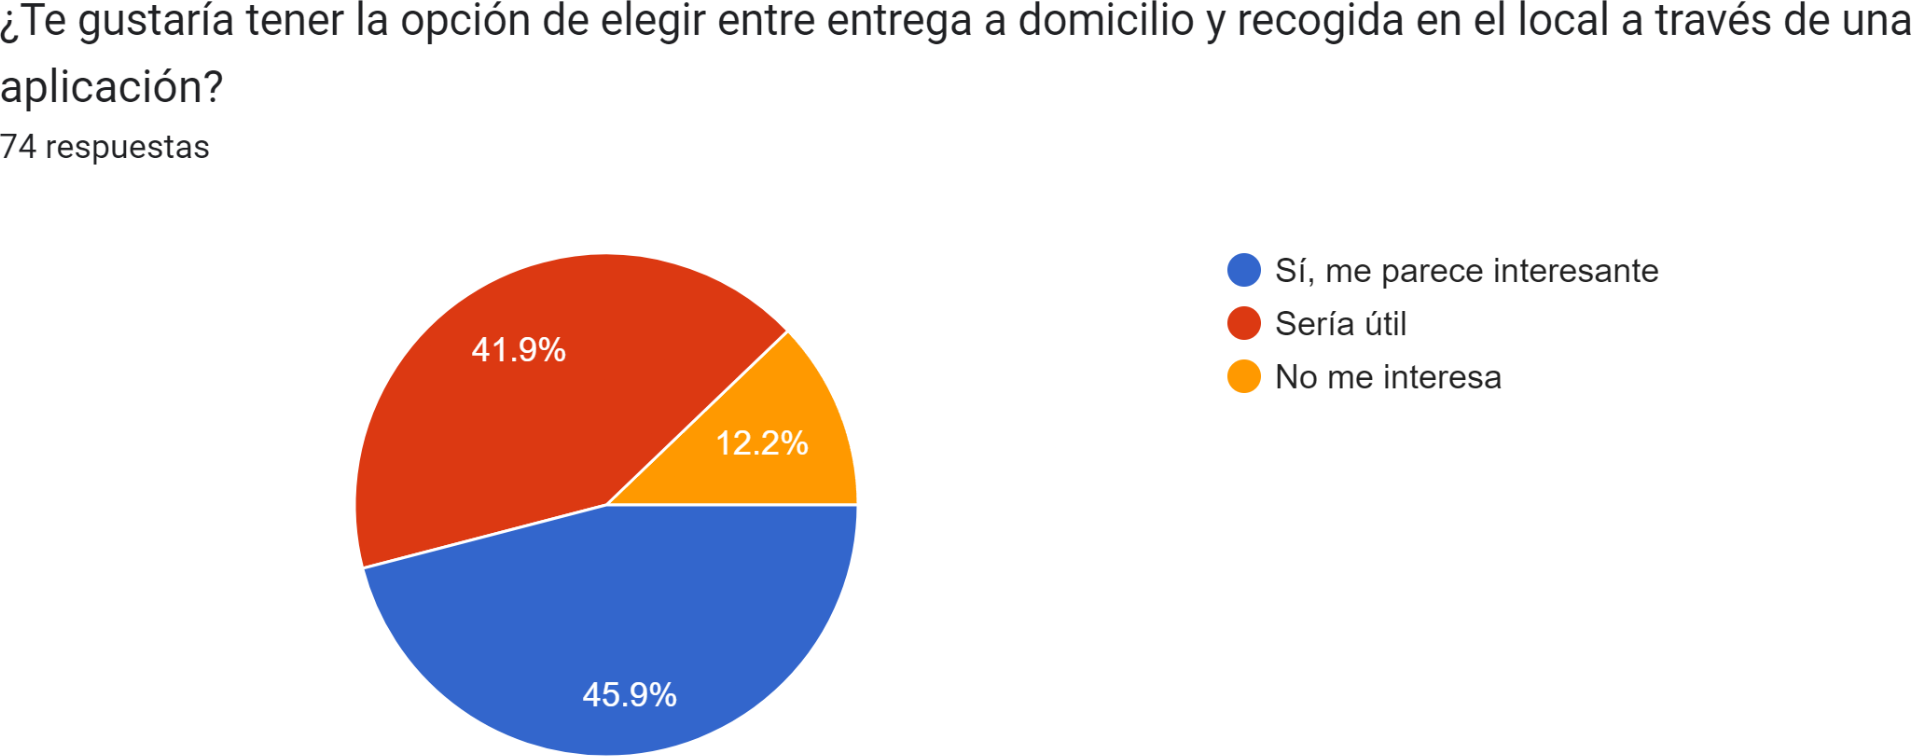 ¿Te gustaría tener la opción de elegir entre entrega a domicilio y recogida en el local a través de una
aplicación?
74 respuestas
Sí, me parece interesante
Sería útil
No me interesa
41.9%
12.2%
45.9%